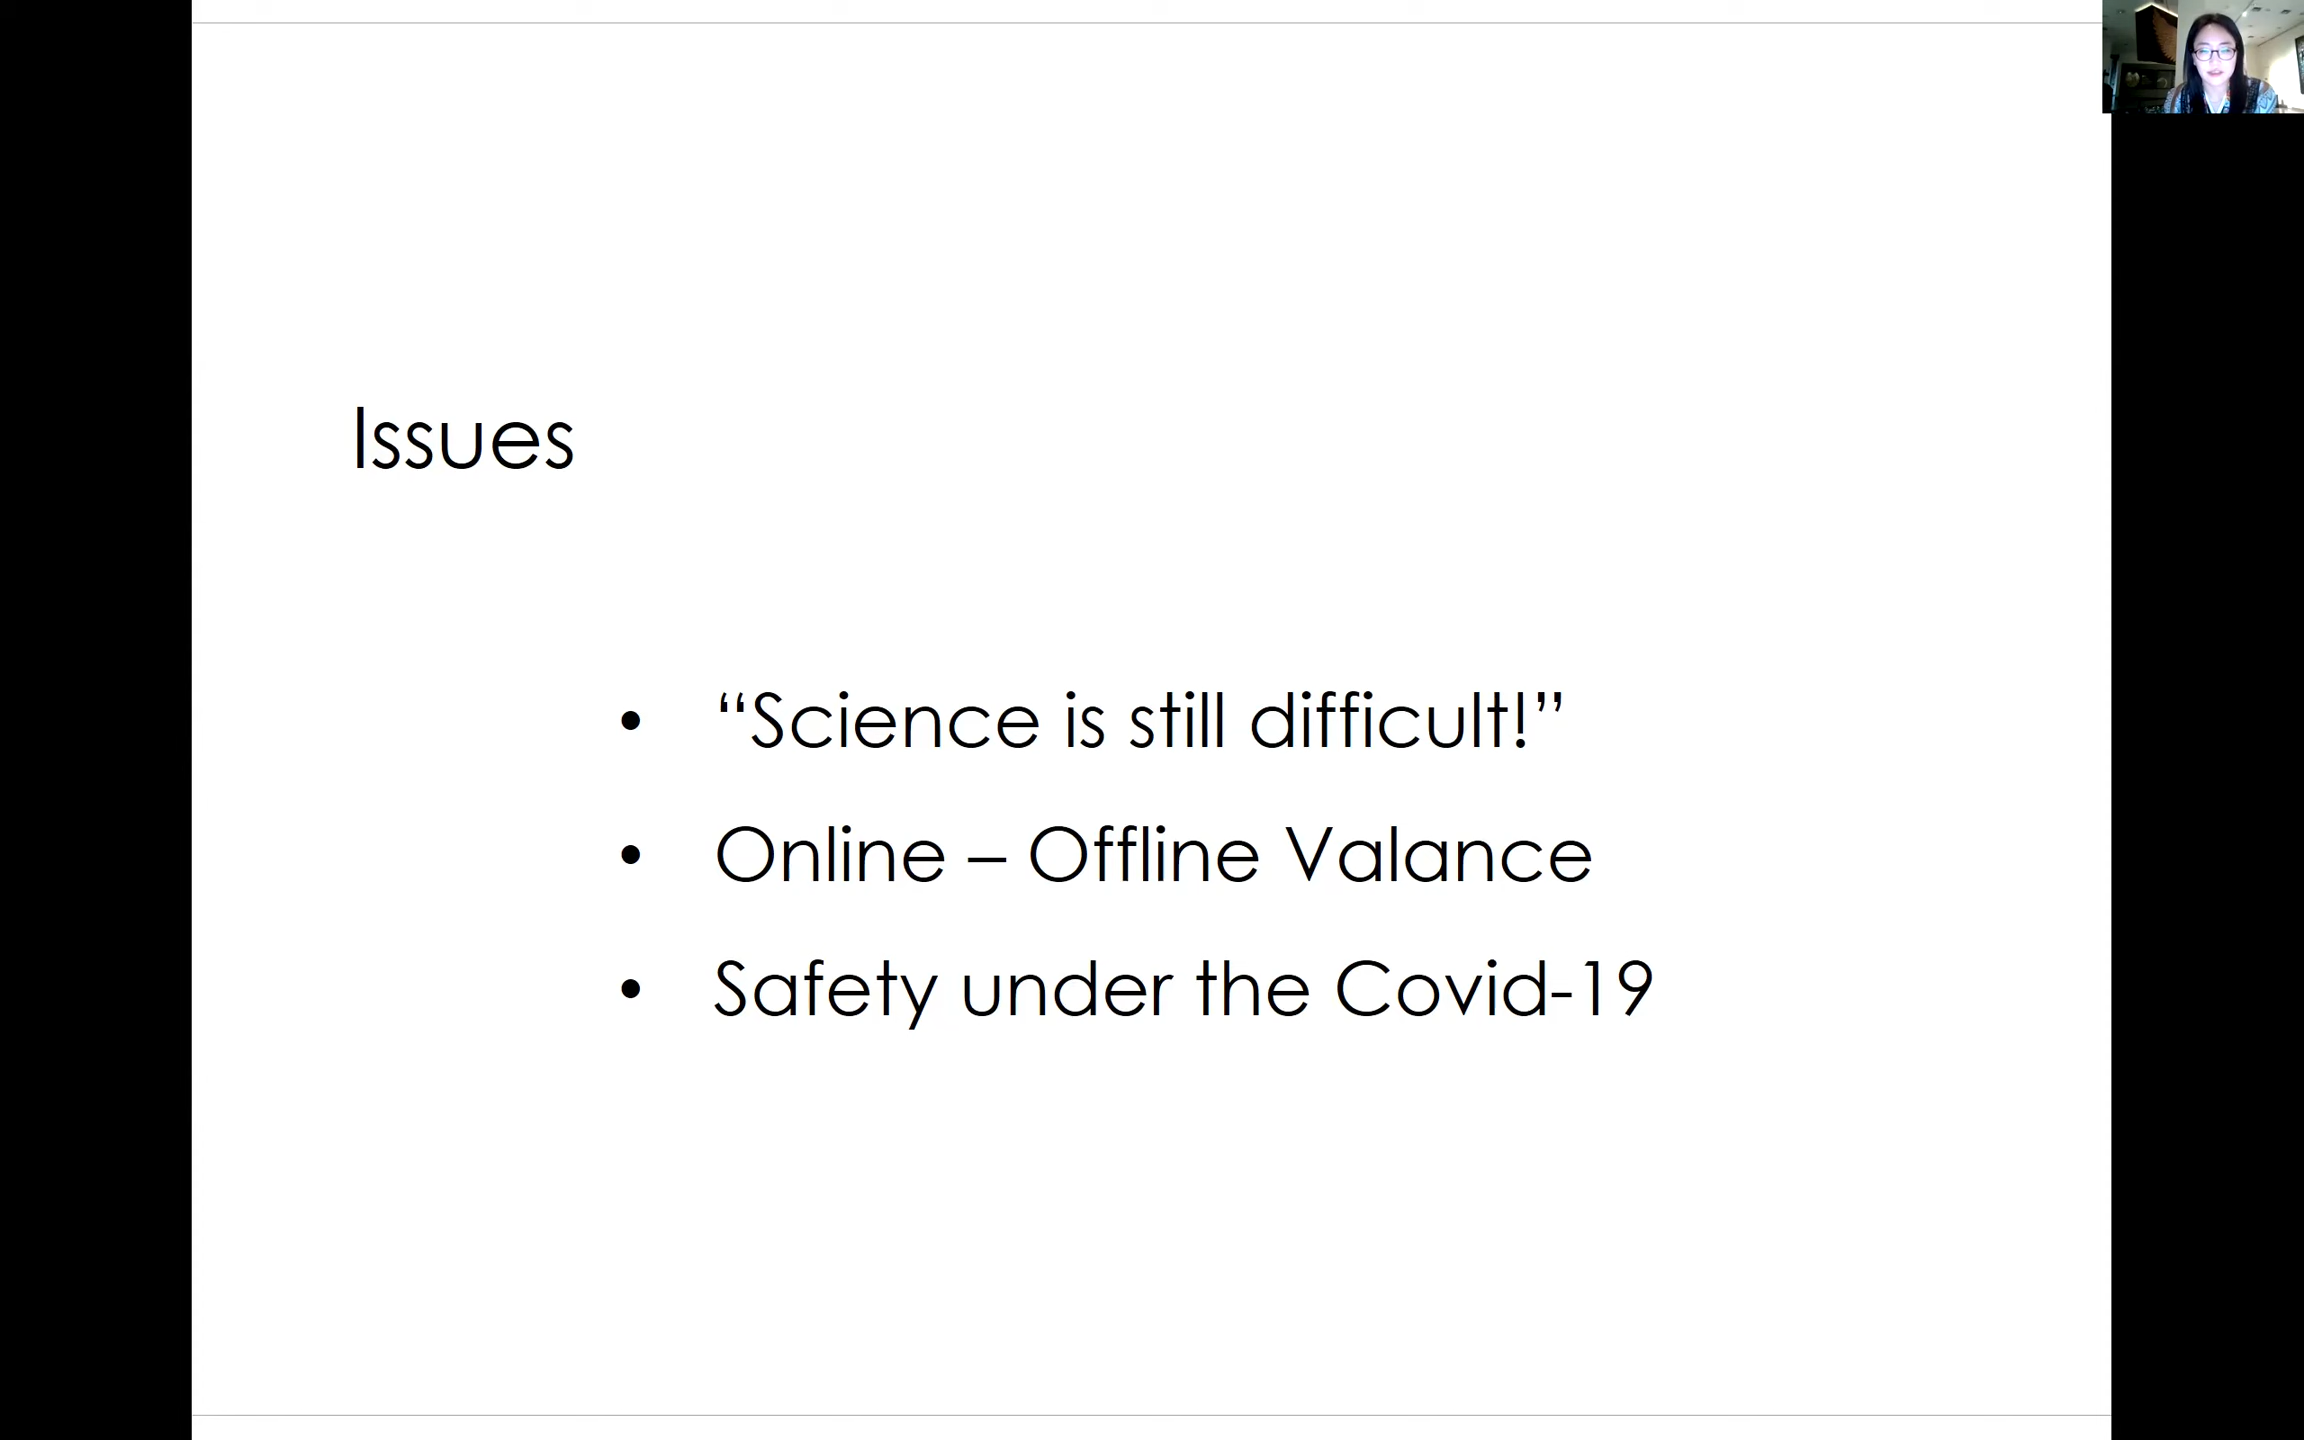 Issues
• “Science is still difficult!”
• Online – Offline Valance
• Safety under the Covid-19